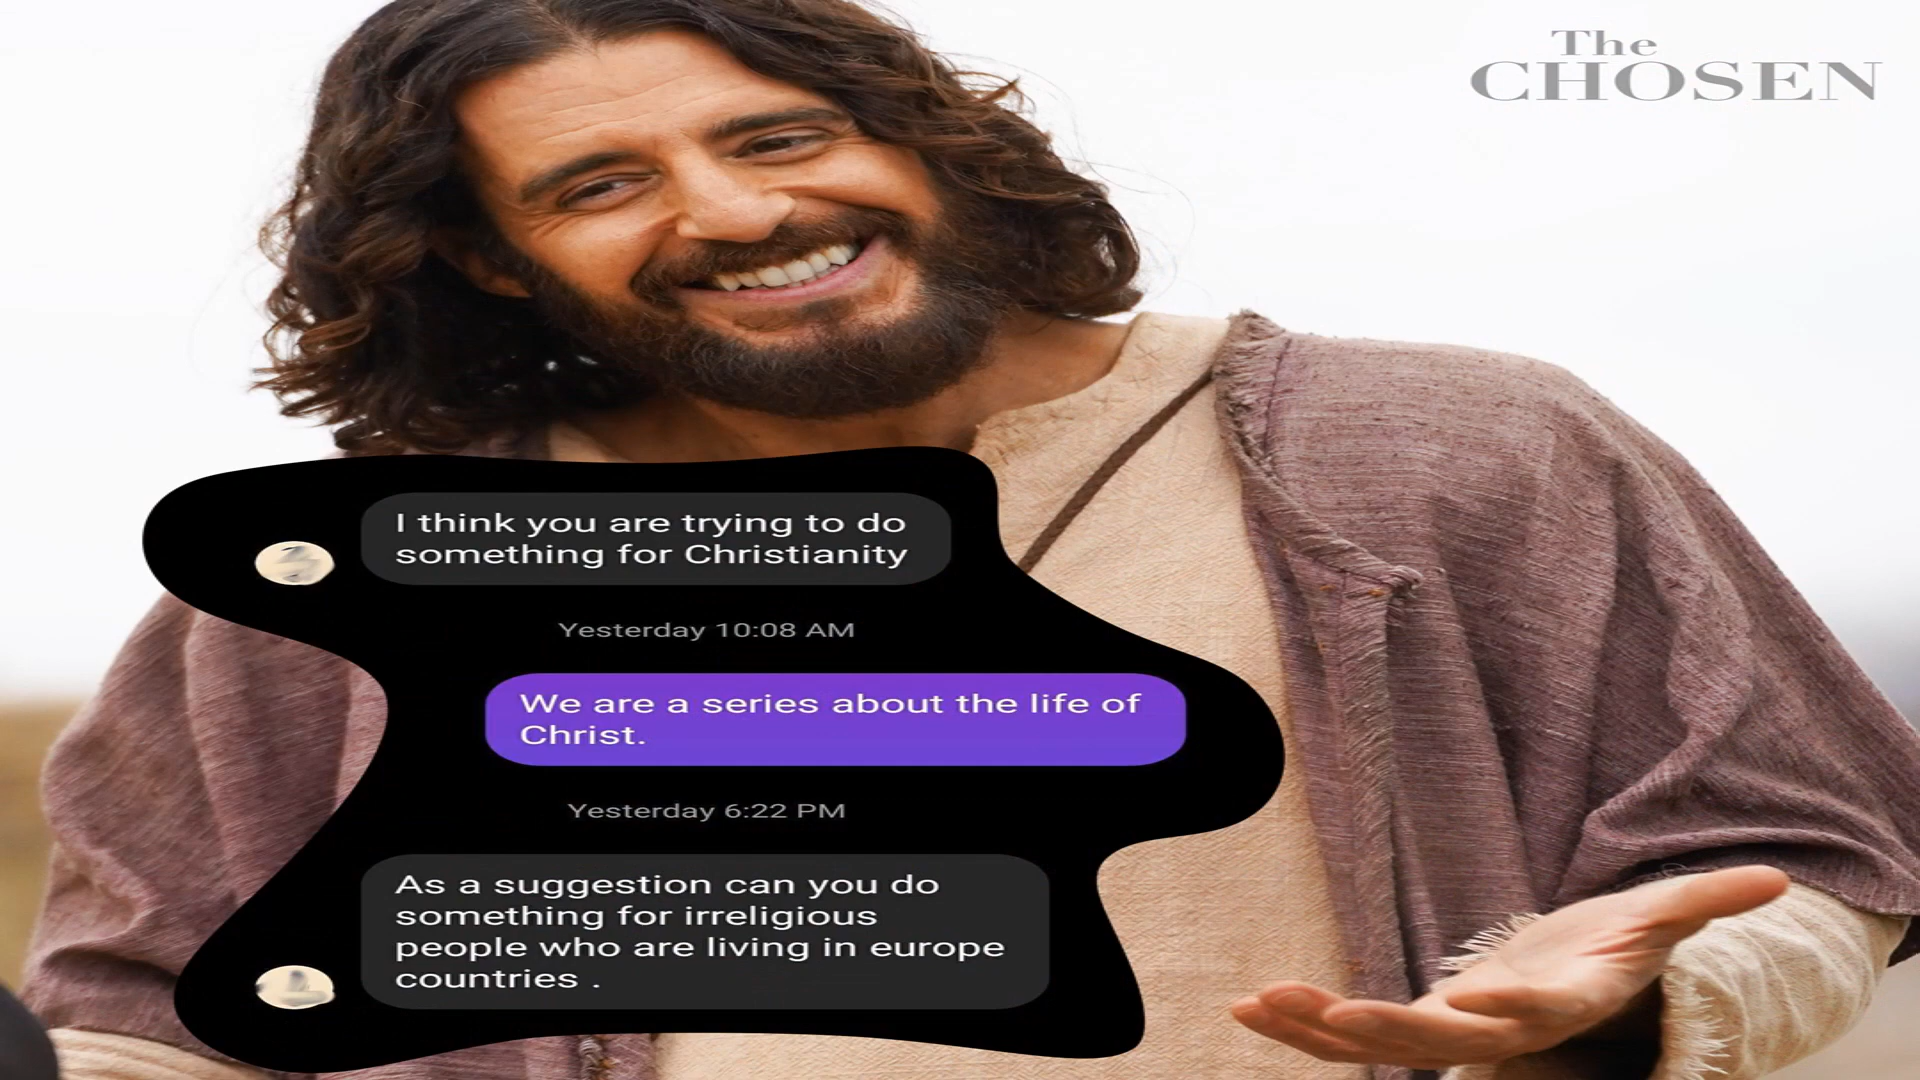 The
CHOSEN
I think you are trying to do
something for Christianity
Yesterday 10:08 AM
We are a series about the life of
Christ.
Yesterday 6:22 PM
As a suggestion can you do
something for irreligious
people who are living in europe
countries .